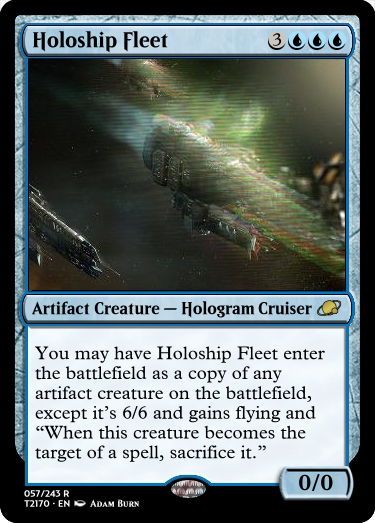 Holoship Fleet 3
Artifact Creature — Hologram Cruiser
You may have Holoship Fleet enter
the battlefield as a copy of any
artifact creature on the battlefield,
except it's 6/6 and gains flying and
“When this creature becomes the
target of a spell, sacrifice it.”
0/0
057/243 R
T2170 • EN Adam Burn